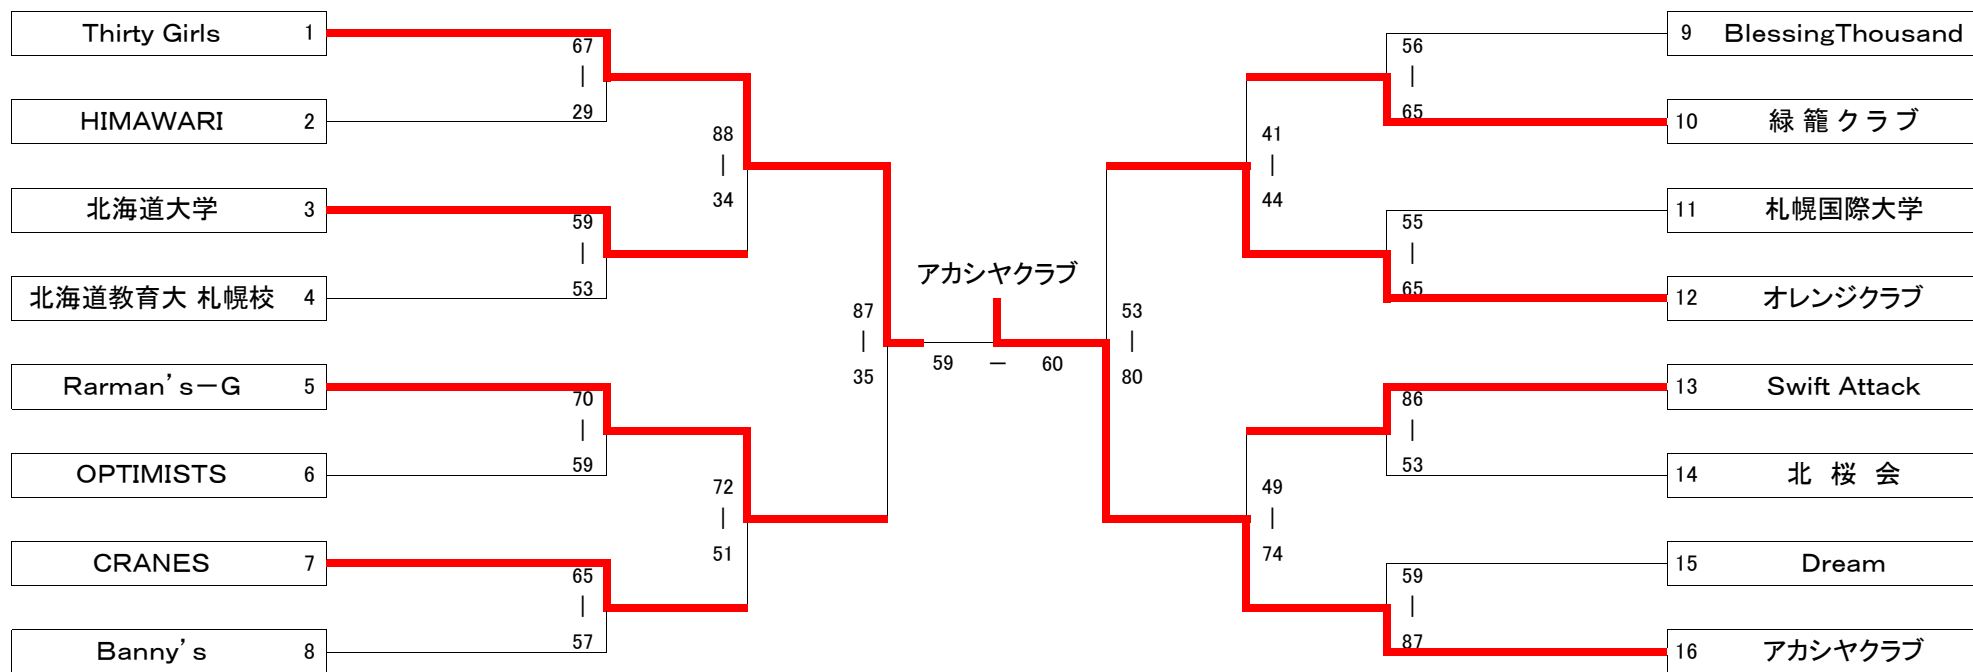 Thirty Girls 1
67
|
29
HIMAWARI 2
88
|
34
北海道大学 3
59
|
53
北海道教育大 札幌校 4
87
|
35
Rarman's－G 5
70
|
59
OPTIMISTS 6
72
|
51
CRANES 7
65
|
57
Banny's 8
アカシヤクラブ
59 － 60
9 BlessingThousand
56
|
65
10 緑 籠 ク ラ ブ
41
|
44
11 札幌国際大学
55
|
65
12 オレンジクラブ
53
|
80
13 Swift Attack
86
|
53
14 北 桜 会
49
|
74
15 Dream
59
|
87
16 アカシヤクラブ